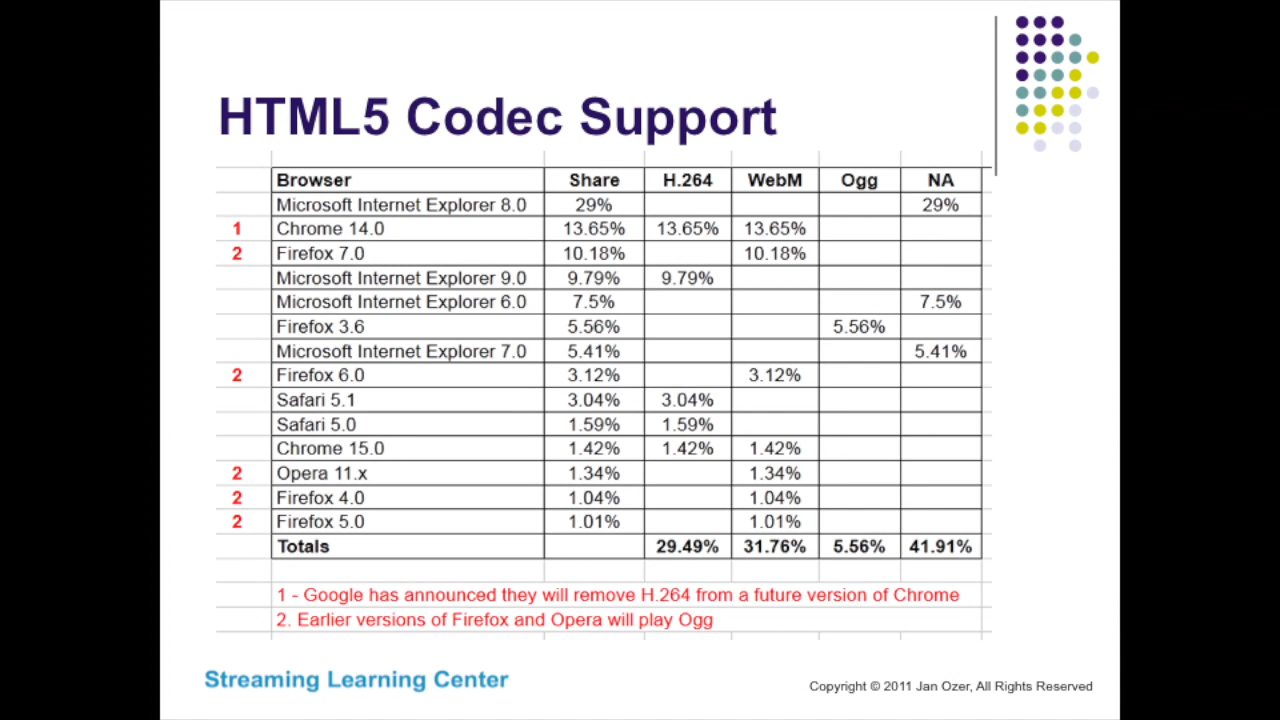 HTML5 Codec Support
Browser Share H.264 WebM Ogg NA
Microsoft Internet Explorer 8.0 29% 29%
1 Chrome 14.0 13.65% 13.65% 13.65%
2 Firefox 7.0 10.18% 10.18%
Microsoft Internet Explorer 9.0 9.79% 9.79%
Microsoft Internet Explorer 6.0 7.5% 7.5%
Firefox 3.6 5.56% 5.56%
Microsoft Internet Explorer 7.0 5.41% 5.41%
2 Firefox 6.0 3.12% 3.12%
Safari 5.1 3.04% 3.04%
Safari 5.0 1.59% 1.59%
Chrome 15.0 1.42% 1.42% 1.42%
2 Opera 11.x 1.34% 1.34%
2 Firefox 4.0 1.04% 1.04%
2 Firefox 5.0 1.01% 1.01%
Totals 29.49% 31.76% 5.56% 41.91%
1 - Google has announced they will remove H.264 from a future version of Chrome
2. Earlier versions of Firefox and Opera will play Ogg
Streaming Learning Center
Copyright © 2011 Jan Ozer, All Rights Reserved